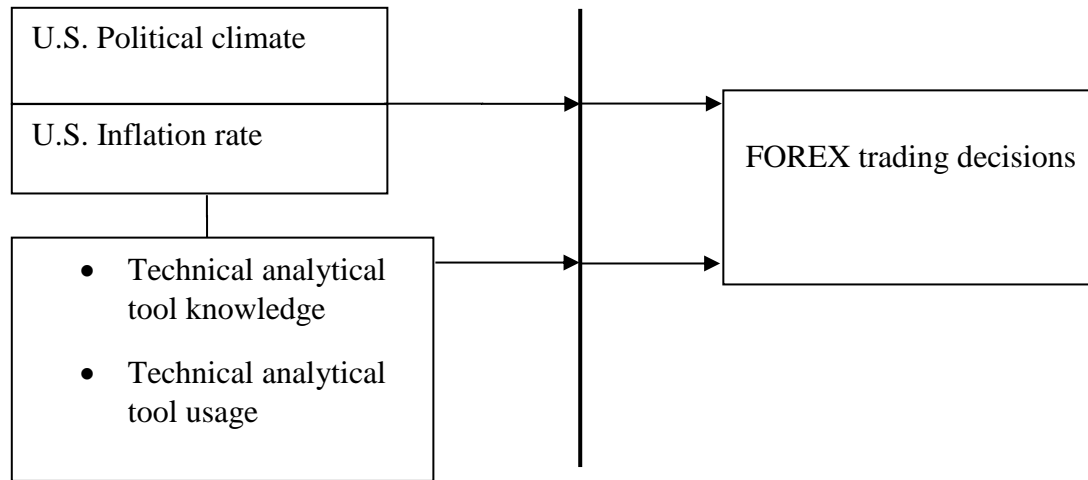 U.S. Political climate
U.S. Inflation rate
FOREX trading decisions
• Technical analytical
tool knowledge
• Technical analytical
tool usage